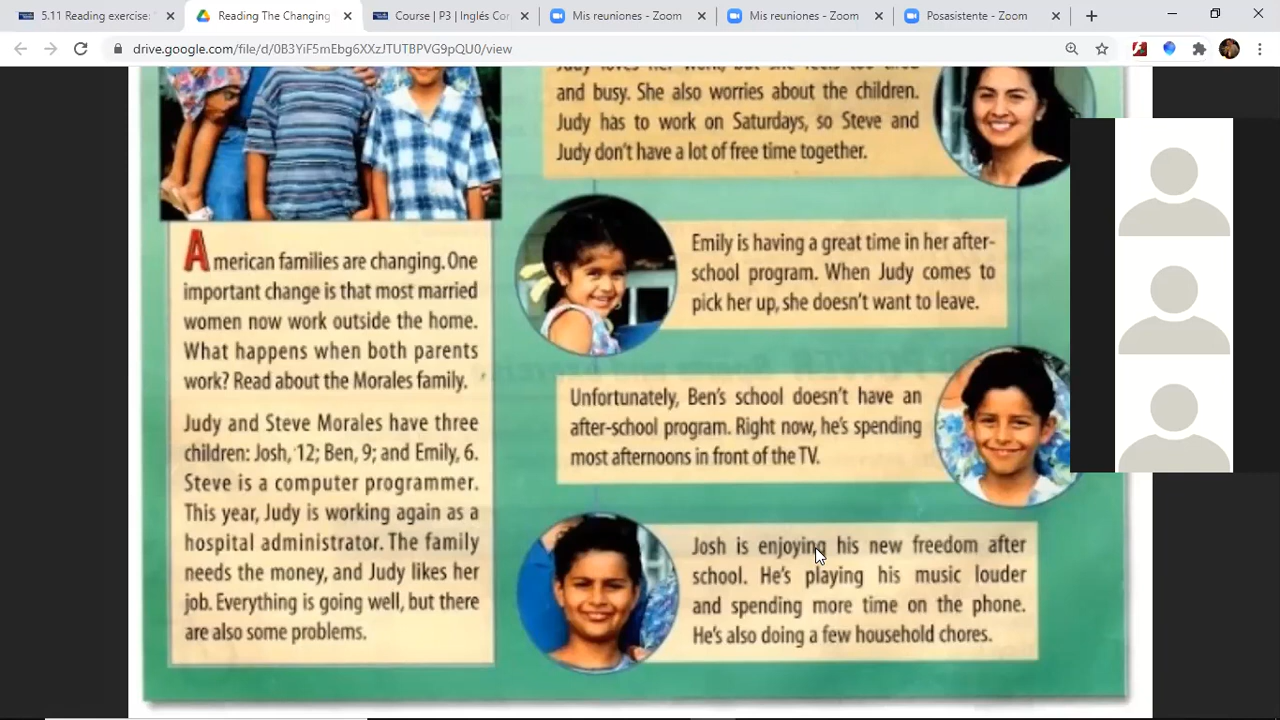 5.11 Reading exercise:
Reading The Changing
Course | P3 | Inglés Cor
Mis reuniones - Zoom
Mis reuniones - Zoom
Posasistente - Zoom
drive.google.com/file/d/0B3YiF5mEbg6XXzJTUTBPVG9pQU0/view
American families are changing. One
important change is that most married
women now work outside the home.
What happens when both parents
work? Read about the Morales family.
Judy and Steve Morales have three
children: Josh, 12; Ben, 9; and Emily, 6.
Steve is a computer programmer.
This year, Judy is working again as a
hospital administrator. The family
needs the money, and Judy likes her
job. Everything is going well, but there
are also some problems.
Judy loves her work, but she feels too tired
and busy. She also worries about the children.
Judy has to work on Saturdays, so Steve and
Judy don't have a lot of free time together.
Emily is having a great time in her after-
school program. When Judy comes to
pick her up, she doesn't want to leave.
Unfortunately, Ben's school doesn't have an
after-school program. Right now, he's spending
most afternoons in front of the TV.
Josh is enjoying his new freedom after
school. He's playing his music louder
and spending more time on the phone.
He's also doing a few household chores.